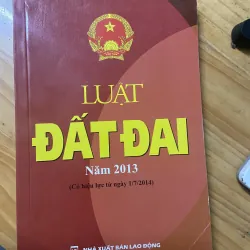 LUẬT
ĐẤT ĐAI
Năm 2013
(Có hiệu lực từ ngày 1/7/2014)
NHÀ XUẤT BẢN LAO ĐỘNG